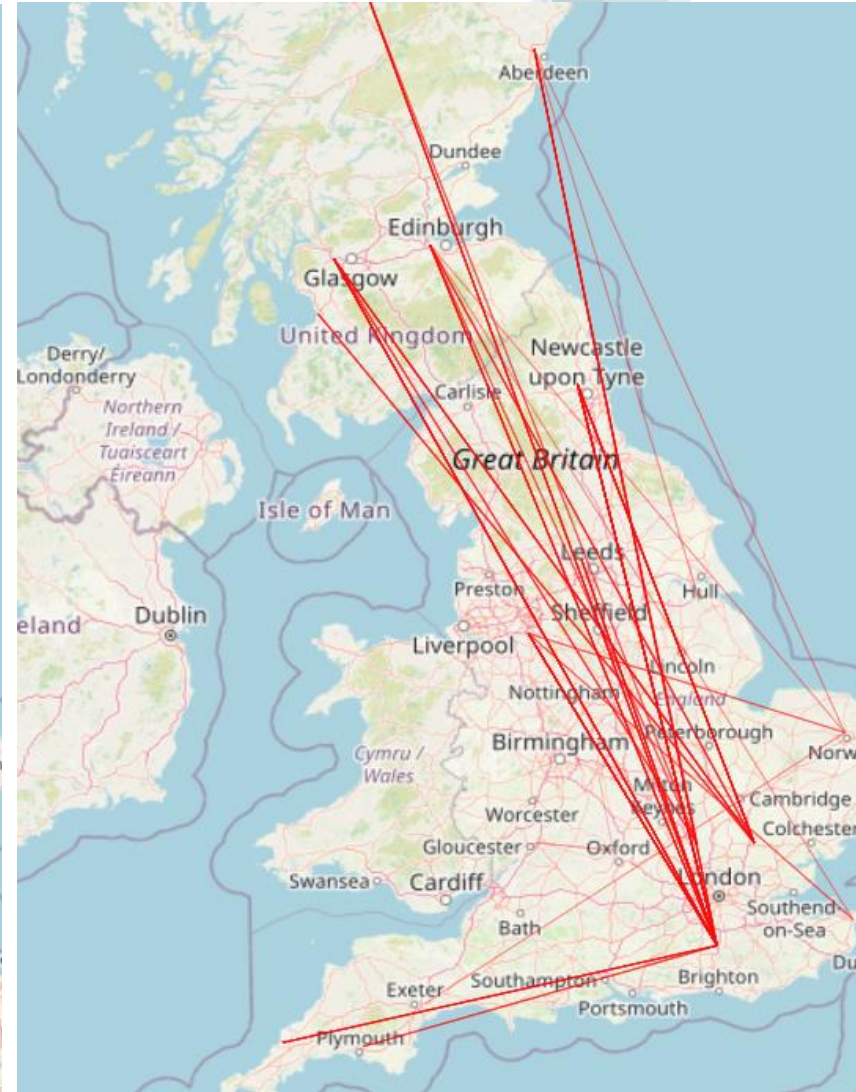 Aberdeen
Dundee
Edinburgh
Glasgow
United Kingdom
Derry/
Londonderry
Northern
Ireland /
Tuaisceart
Éireann
Newcastle
upon Tyne
Carlisle
Great Britain
Isle of Man
Leeds
Preston
Hull
Dublin
eland
Sheffield
Liverpool
Lincoln
Nottingham
England
Peterborough
Norw
Birmingham
Cymru /
Wales
Milton
Keynes
Cambridge
Worcester
Colchester
Gloucester
Oxford
Swansea
Cardiff
London
Southend-
on-Sea
Bath
Du
Southampton
Brighton
Exeter
Portsmouth
Plymouth